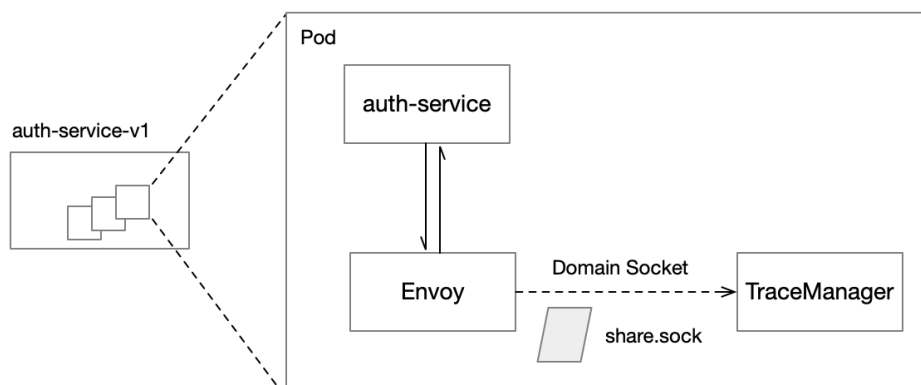 Pod
auth-service
auth-service-v1
Envoy
Domain Socket
TraceManager
share.sock